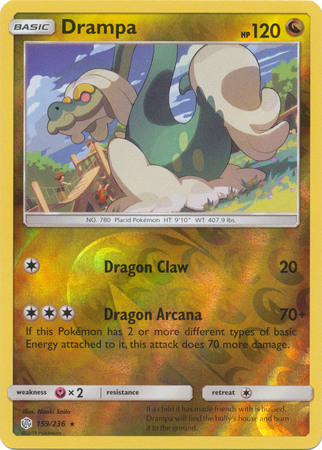 BASIC Drampa HP 120
NO. 780 Placid Pokémon HT: 9'10" WT: 407.9 lbs.
Dragon Claw 20
Dragon Arcana 70+
If this Pokémon has 2 or more different types of basic
Energy attached to it, this attack does 70 more damage.
weakness × 2 resistance retreat
Illus. Naoki Saito
If a child it has made friends with is bullied,
Drampa will find the bully's house and burn
it to the ground.
159/236 ★